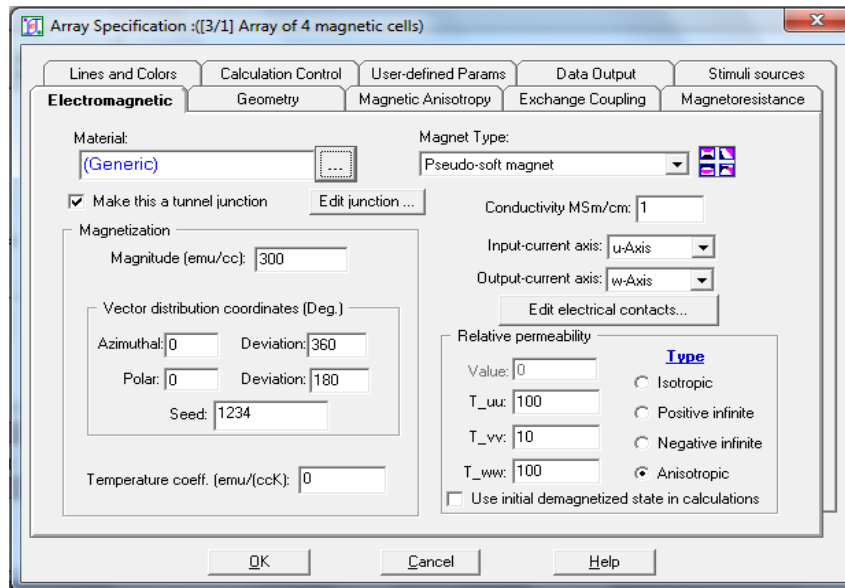 Array Specification :([3/1] Array of 4 magnetic cells)
Lines and Colors
Calculation Control
User-defined Params
Data Output
Stimuli sources
Electromagnetic
Geometry
Magnetic Anisotropy
Exchange Coupling
Magnetoresistance
Material:
(Generic)
...
Magnet Type:
Pseudo-soft magnet
Make this a tunnel junction
Edit junction ...
Magnetization
Magnitude (emu/cc): 300
Vector distribution coordinates (Deg.)
Azimuthal: 0 Deviation: 360
Polar: 0 Deviation: 180
Seed: 1234
Temperature coeff. (emu/(ccK): 0
Conductivity MSm/cm: 1
Input-current axis: u-Axis
Output-current axis: w-Axis
Edit electrical contacts...
Relative permeability
Value: 0
T_uu: 100
T_vv: 10
T_ww: 100
Type
Isotropic
Positive infinite
Negative infinite
Anisotropic
Use initial demagnetized state in calculations
OK
Cancel
Help